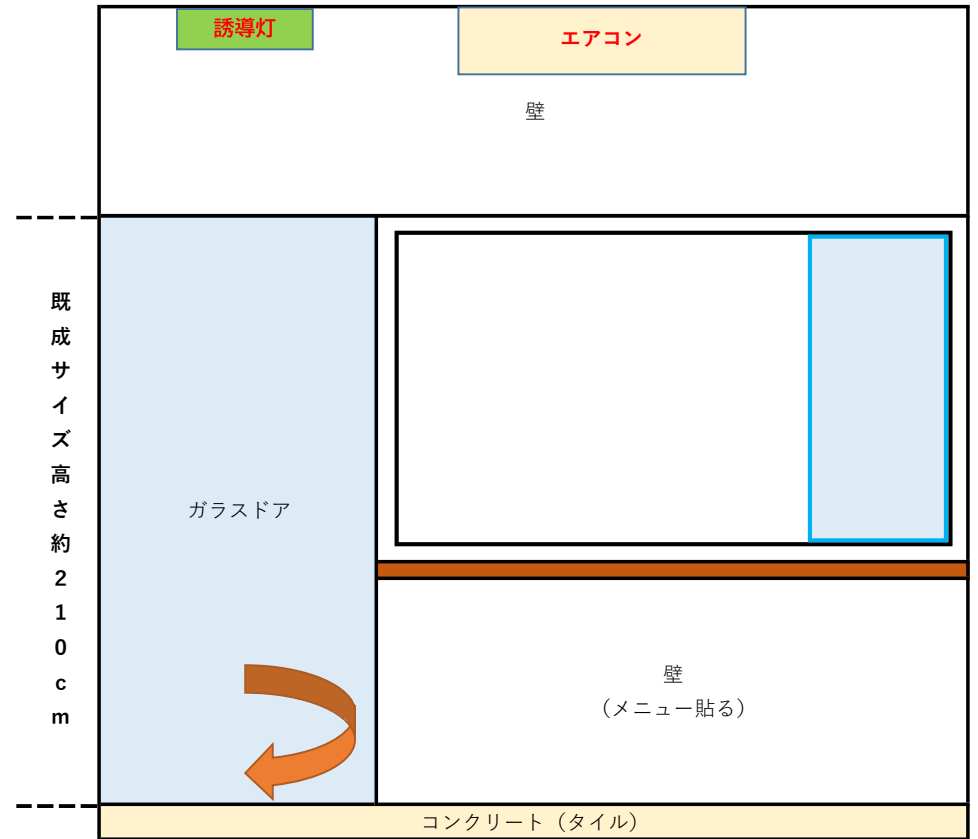 誘導灯
エアコン
壁
既成サイズ高さ約210cm
ガラスドア
壁
（メニュー貼る）
コンクリート（タイル）